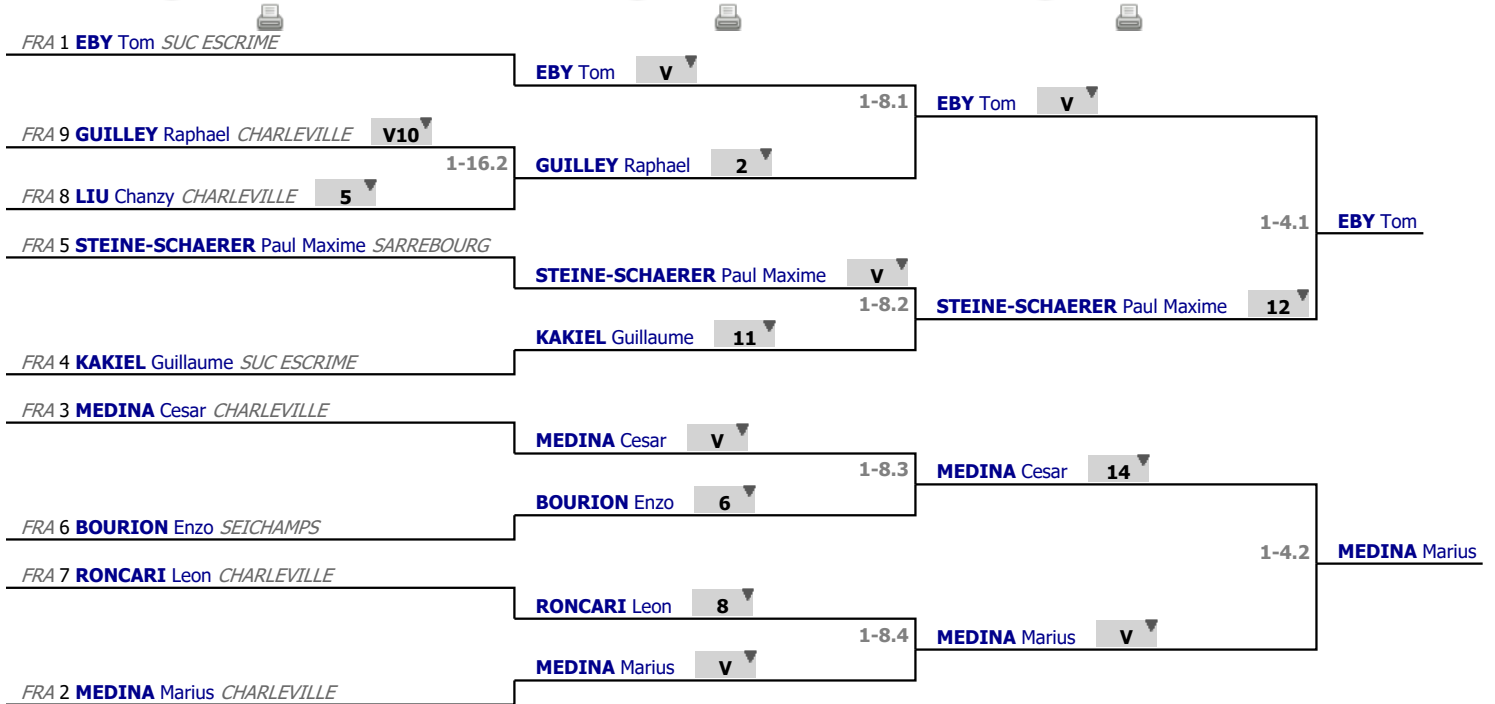 FRA 1 EBY Tom SUC ESCRIME
EBY Tom V
1-8.1
EBY Tom V
FRA 9 GUILLEY Raphael CHARLEVILLE V10
1-16.2
GUILLEY Raphael 2
FRA 8 LIU Chanzy CHARLEVILLE 5
1-4.1
EBY Tom
FRA 5 STEINE-SCHAERER Paul Maxime SARREBOURG
STEINE-SCHAERER Paul Maxime V
1-8.2
STEINE-SCHAERER Paul Maxime 12
KAKIEL Guillaume 11
FRA 4 KAKIEL Guillaume SUC ESCRIME
FRA 3 MEDINA Cesar CHARLEVILLE
MEDINA Cesar V
1-8.3
MEDINA Cesar 14
BOURION Enzo 6
FRA 6 BOURION Enzo SEICHAMPS
1-4.2
MEDINA Marius
FRA 7 RONCARI Leon CHARLEVILLE
RONCARI Leon 8
1-8.4
MEDINA Marius V
MEDINA Marius V
FRA 2 MEDINA Marius CHARLEVILLE